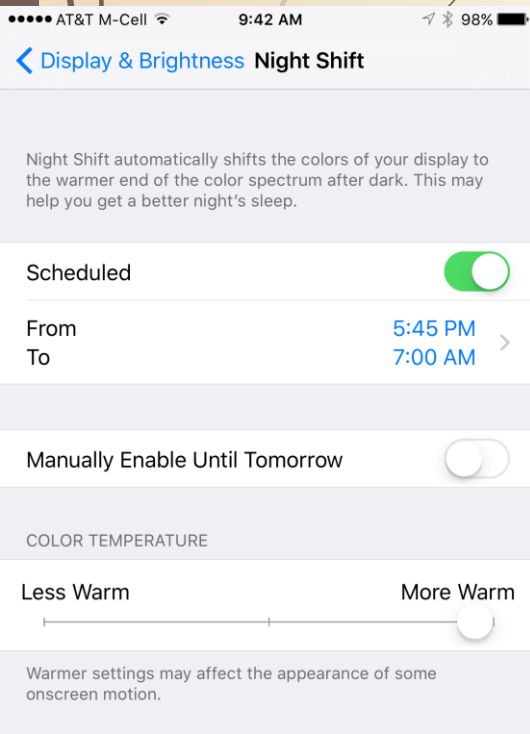 AT&T M-Cell 9:42 AM 98%
Display & Brightness Night Shift
Night Shift automatically shifts the colors of your display to
the warmer end of the color spectrum after dark. This may
help you get a better night's sleep.
Scheduled
From 5:45 PM
To 7:00 AM
Manually Enable Until Tomorrow
COLOR TEMPERATURE
Less Warm More Warm
Warmer settings may affect the appearance of some
onscreen motion.